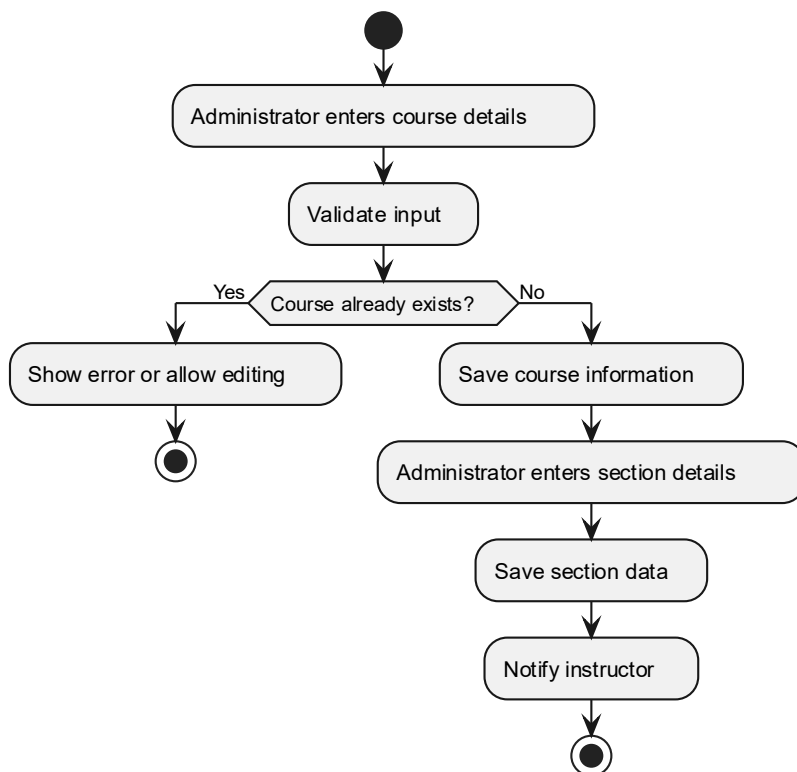 Administrator enters course details
Validate input
Yes
Course already exists?
No
Show error or allow editing
Save course information
Administrator enters section details
Save section data
Notify instructor